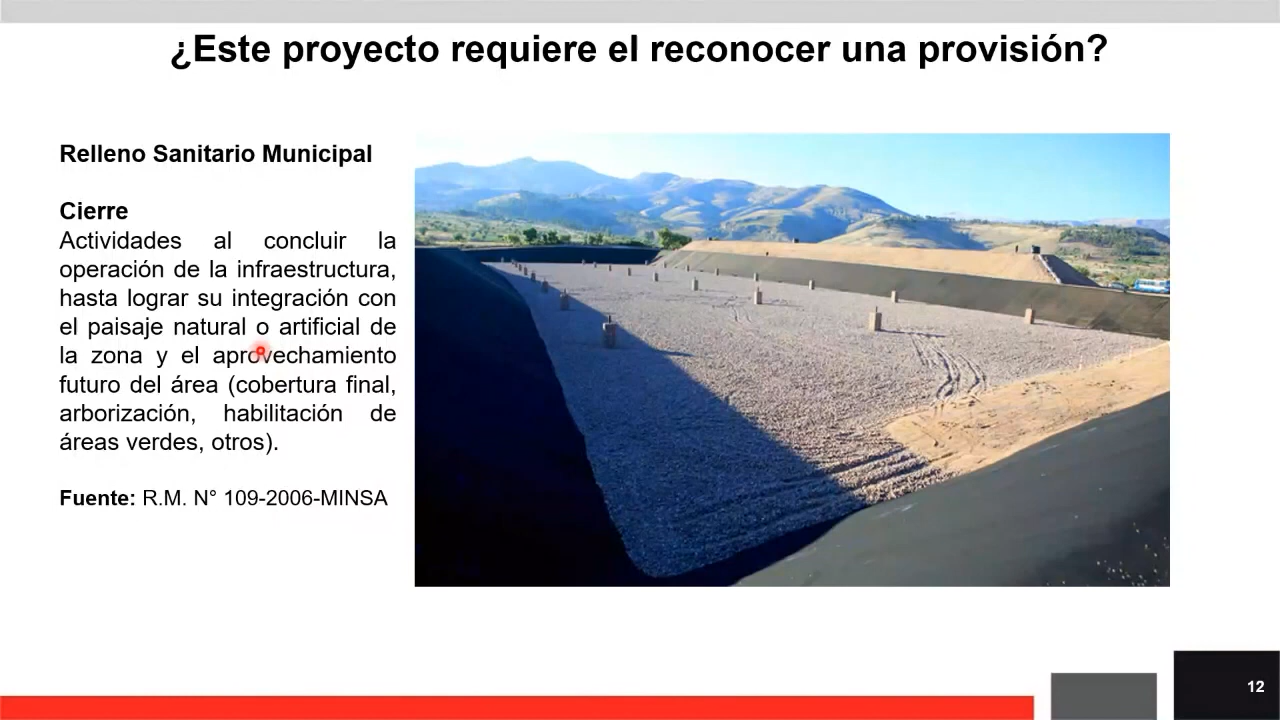 ¿Este proyecto requiere el reconocer una provisión?
Relleno Sanitario Municipal
Cierre
Actividades al concluir la
operación de la infraestructura,
hasta lograr su integración con
el paisaje natural o artificial de
la zona y el aprovechamiento
futuro del área (cobertura final,
arborización, habilitación de
áreas verdes, otros).
Fuente: R.M. N° 109-2006-MINSA
12